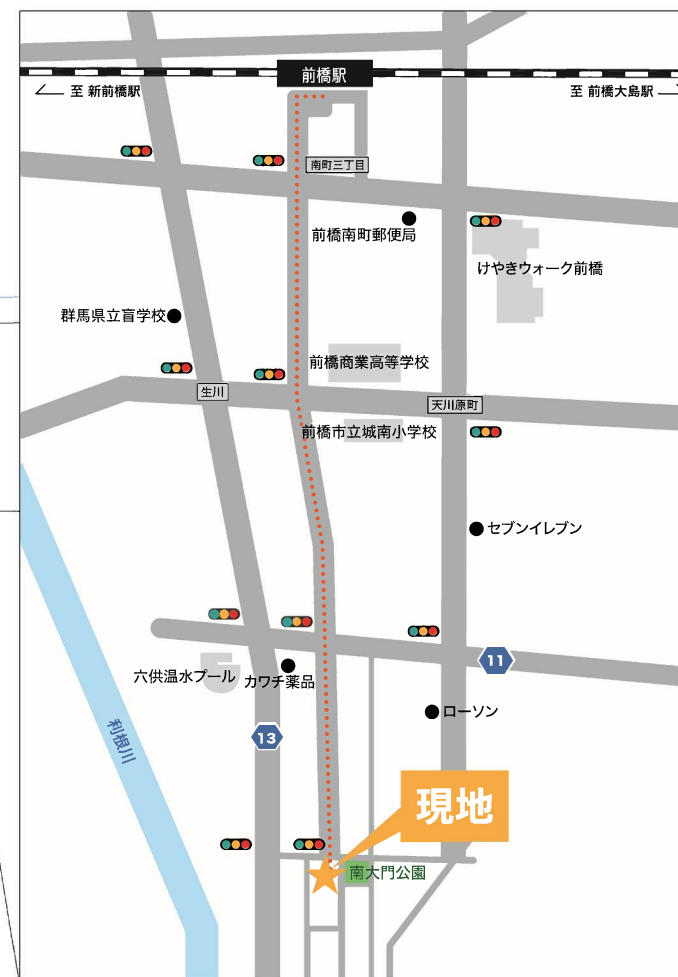 前橋駅
至 新前橋駅
至 前橋大島駅
南町三丁目
前橋南町郵便局
けやきウォーク前橋
群馬県立盲学校
前橋商業高等学校
生川
天川原町
前橋市立城南小学校
セブンイレブン
11
六供温水プール
カワチ薬品
ローソン
13
利根川
現地
南大門公園